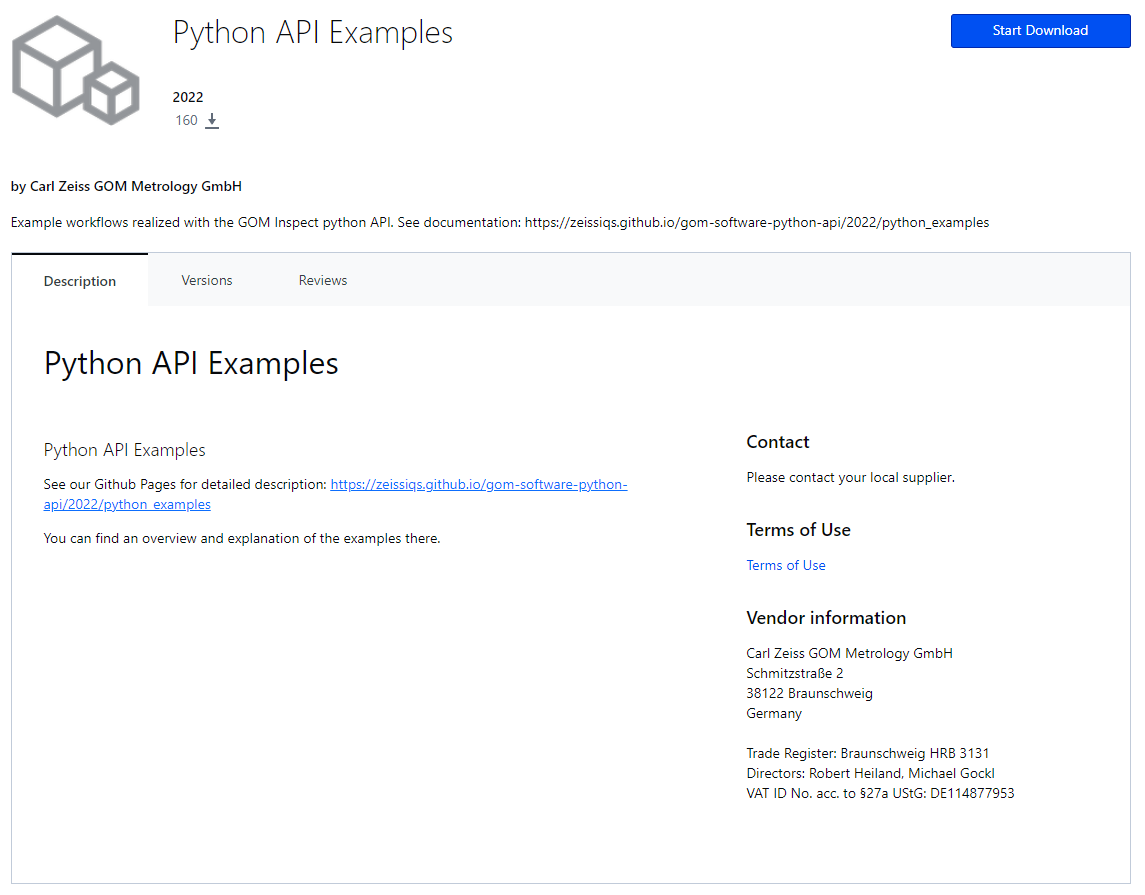 Python API Examples
Start Download
2022
160
by Carl Zeiss GOM Metrology GmbH
Example workflows realized with the GOM Inspect python API. See documentation: https://zeissiqs.github.io/gom-software-python-api/2022/python_examples
Description
Versions
Reviews
Python API Examples
Python API Examples
See our Github Pages for detailed description: https://zeissiqs.github.io/gom-software-python-
api/2022/python_examples
You can find an overview and explanation of the examples there.
Contact
Please contact your local supplier.
Terms of Use
Terms of Use
Vendor information
Carl Zeiss GOM Metrology GmbH
Schmitzstraße 2
38122 Braunschweig
Germany
Trade Register: Braunschweig HRB 3131
Directors: Robert Heiland, Michael Gockl
VAT ID No. acc. to §27a UStG: DE114877953